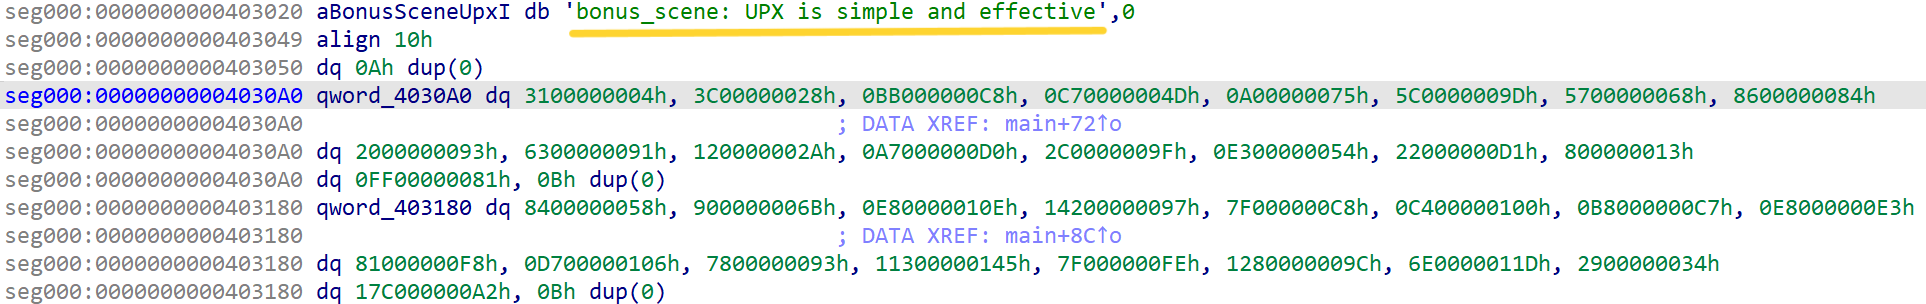 seg000:0000000000403020 aBonusSceneUpxI db 'bonus_scene: UPX is simple and effective',0
seg000:0000000000403049 align 10h
seg000:0000000000403050 dq 0Ah dup(0)
seg000:00000000004030A0 qword_4030A0 dq 3100000004h, 3C00000028h, 0BB000000C8h, 0C70000004Dh, 0A00000075h, 5C0000009Dh, 5700000068h, 8600000084h
seg000:00000000004030A0 ; DATA XREF: main+72↑o
seg000:00000000004030A0 dq 2000000093h, 6300000091h, 120000002Ah, 0A7000000D0h, 2C0000009Fh, 0E300000054h, 22000000D1h, 800000013h
seg000:00000000004030A0 dq 0FF00000081h, 0Bh dup(0)
seg000:0000000000403180 qword_403180 dq 8400000058h, 900000006Bh, 0E80000010Eh, 14200000097h, 7F000000C8h, 0C400000100h, 0B8000000C7h, 0E8000000E3h
seg000:0000000000403180 ; DATA XREF: main+8C↑o
seg000:0000000000403180 dq 81000000F8h, 0D700000106h, 7800000093h, 11300000145h, 7F000000FEh, 1280000009Ch, 6E0000011Dh, 2900000034h
seg000:0000000000403180 dq 17C000000A2h, 0Bh dup(0)